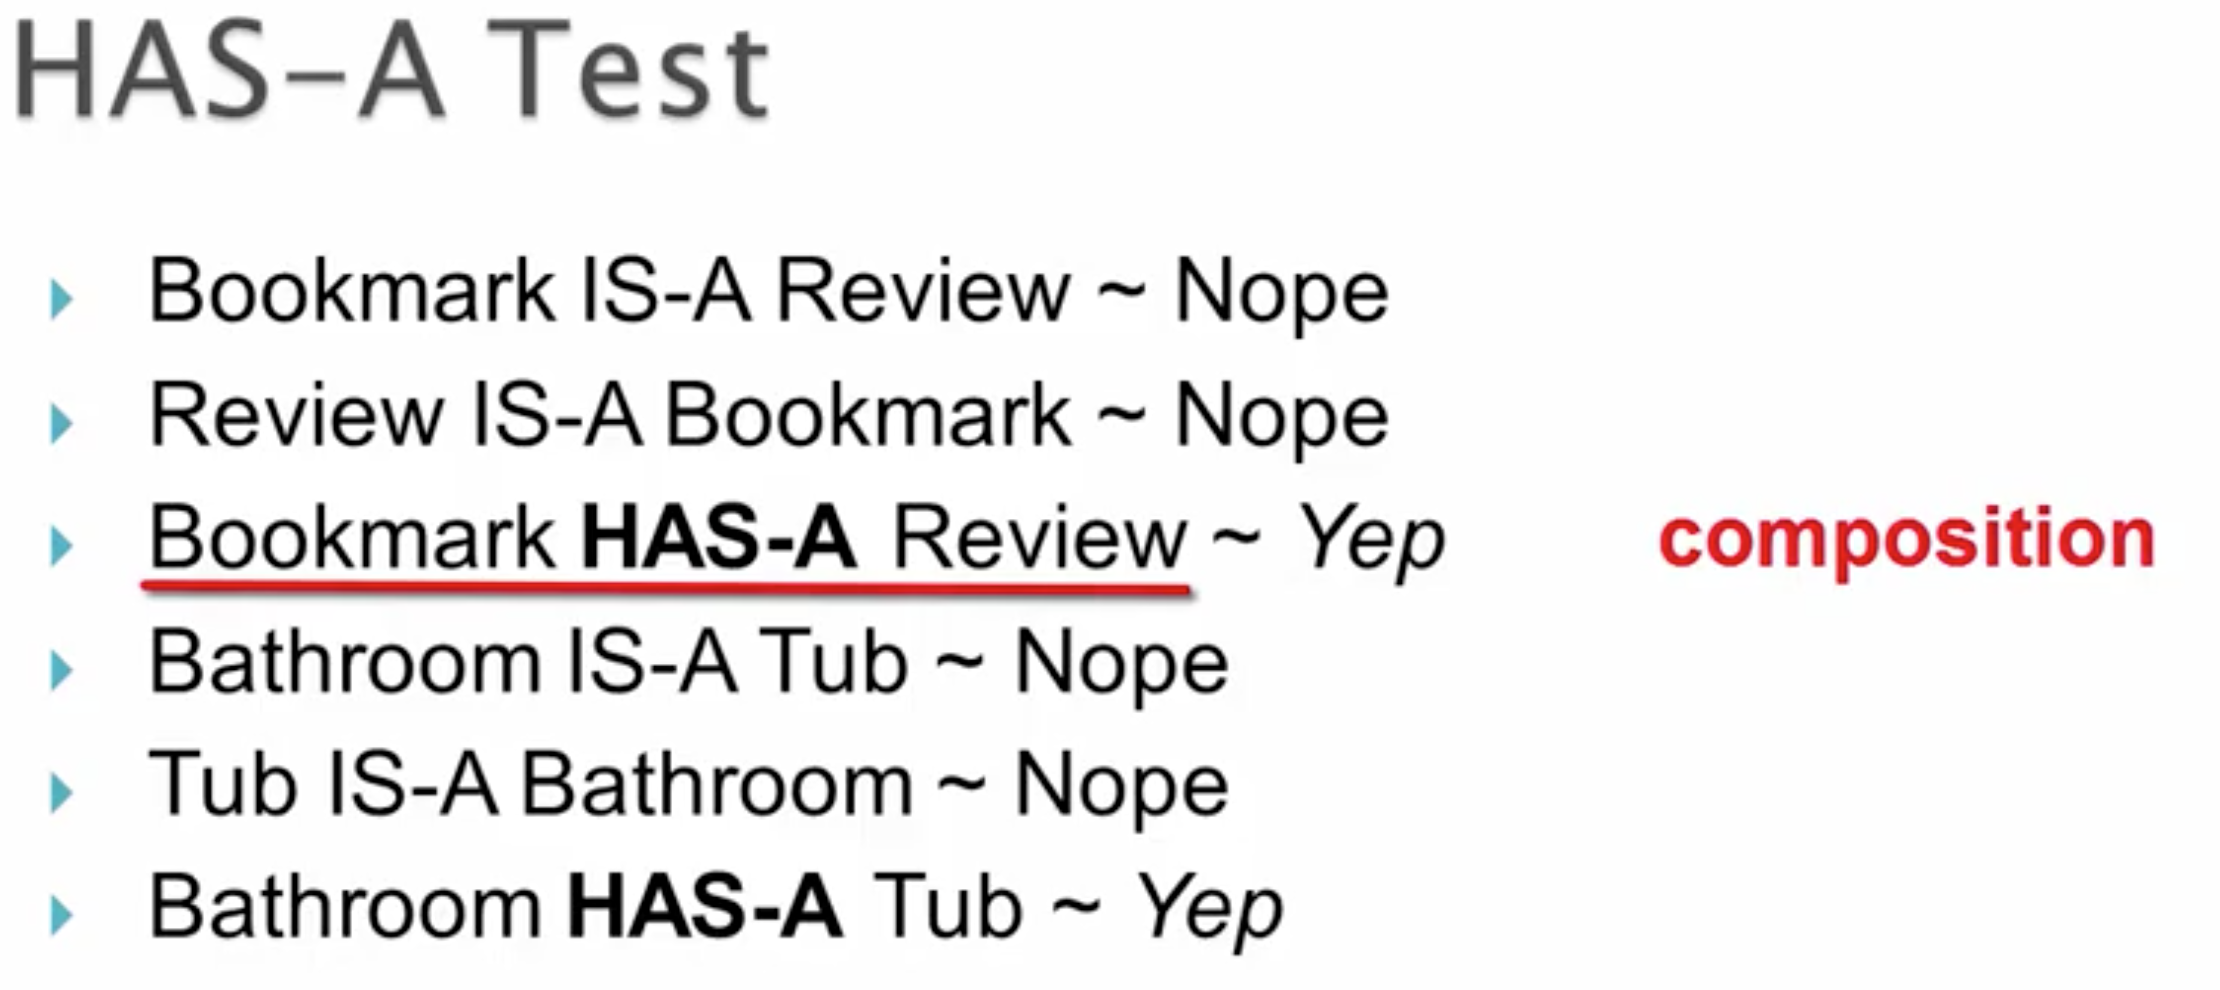 HAS-A Test
Bookmark IS-A Review ~ Nope
Review IS-A Bookmark ~ Nope
Bookmark HAS-A Review ~ Yep composition
Bathroom IS-A Tub ~ Nope
Tub IS-A Bathroom ~ Nope
Bathroom HAS-A Tub ~ Yep